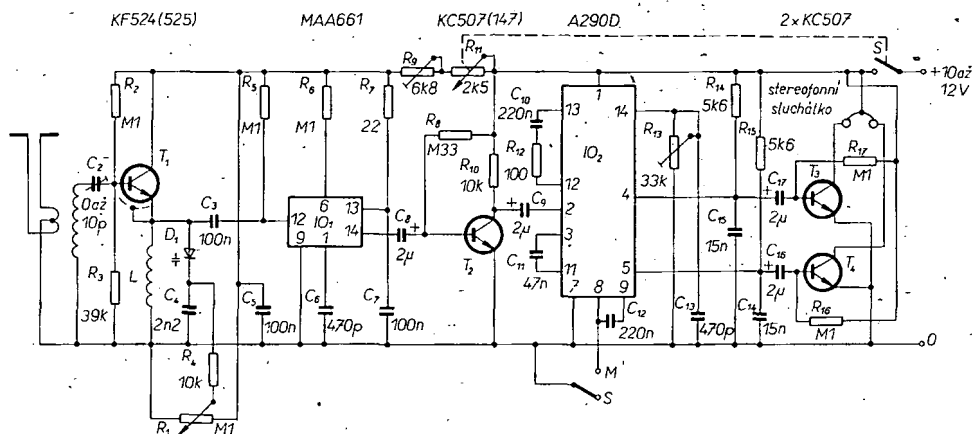 KF524(525) MAA661 KC507(147) A290D 2xKC507
R2
M1
C2
0až
10p
T1
R3
39k
L
D1
C3
100n
C4
2n2
R4
10k
R1
M1
R5
M1
C5
100n
R6
M1
12 6 13
IO1
9 1 14
C6
470p
R7
22
C7
100n
C8
2µ
R9
6k8
R11
2k5
R8
M33
R10
10k
T2
C9
2µ
C10
220n
R12
100
C11
47n
13 1 14
IO2
12
2 4
3
11 5
7 8 9
C12
220n
M
S
R13
33k
C13
470p
R14
5k6
R15
5k6
C15
15n
C14
15n
C17
2µ
C16
2µ
stereofonní
sluchátko
R17
M1
T3
T4
R16
M1
S
+10až
12V
0